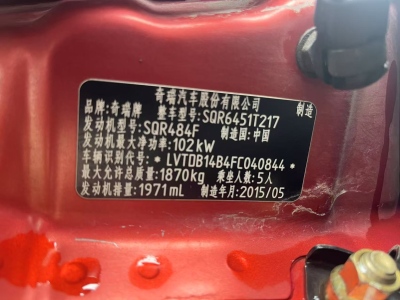 奇瑞汽车股份有限公司 制造
品牌:奇瑞牌 整车型号:SQR6451T217
发动机型号:SQR484F 制造国:中国
发动机最大净功率:102kW
车辆识别代号:*LVTDB14B4FC040844*
最大允许总质量:1870kg 乘坐人数:5人
发动机排量:1971mL 制造年月:2015/05